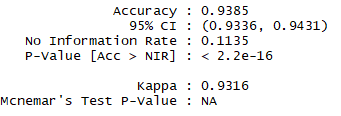 Accuracy : 0.9385
95% CI : (0.9336, 0.9431)
No Information Rate : 0.1135
P-Value [Acc > NIR] : < 2.2e-16
Kappa : 0.9316
Mcnemar's Test P-Value : NA